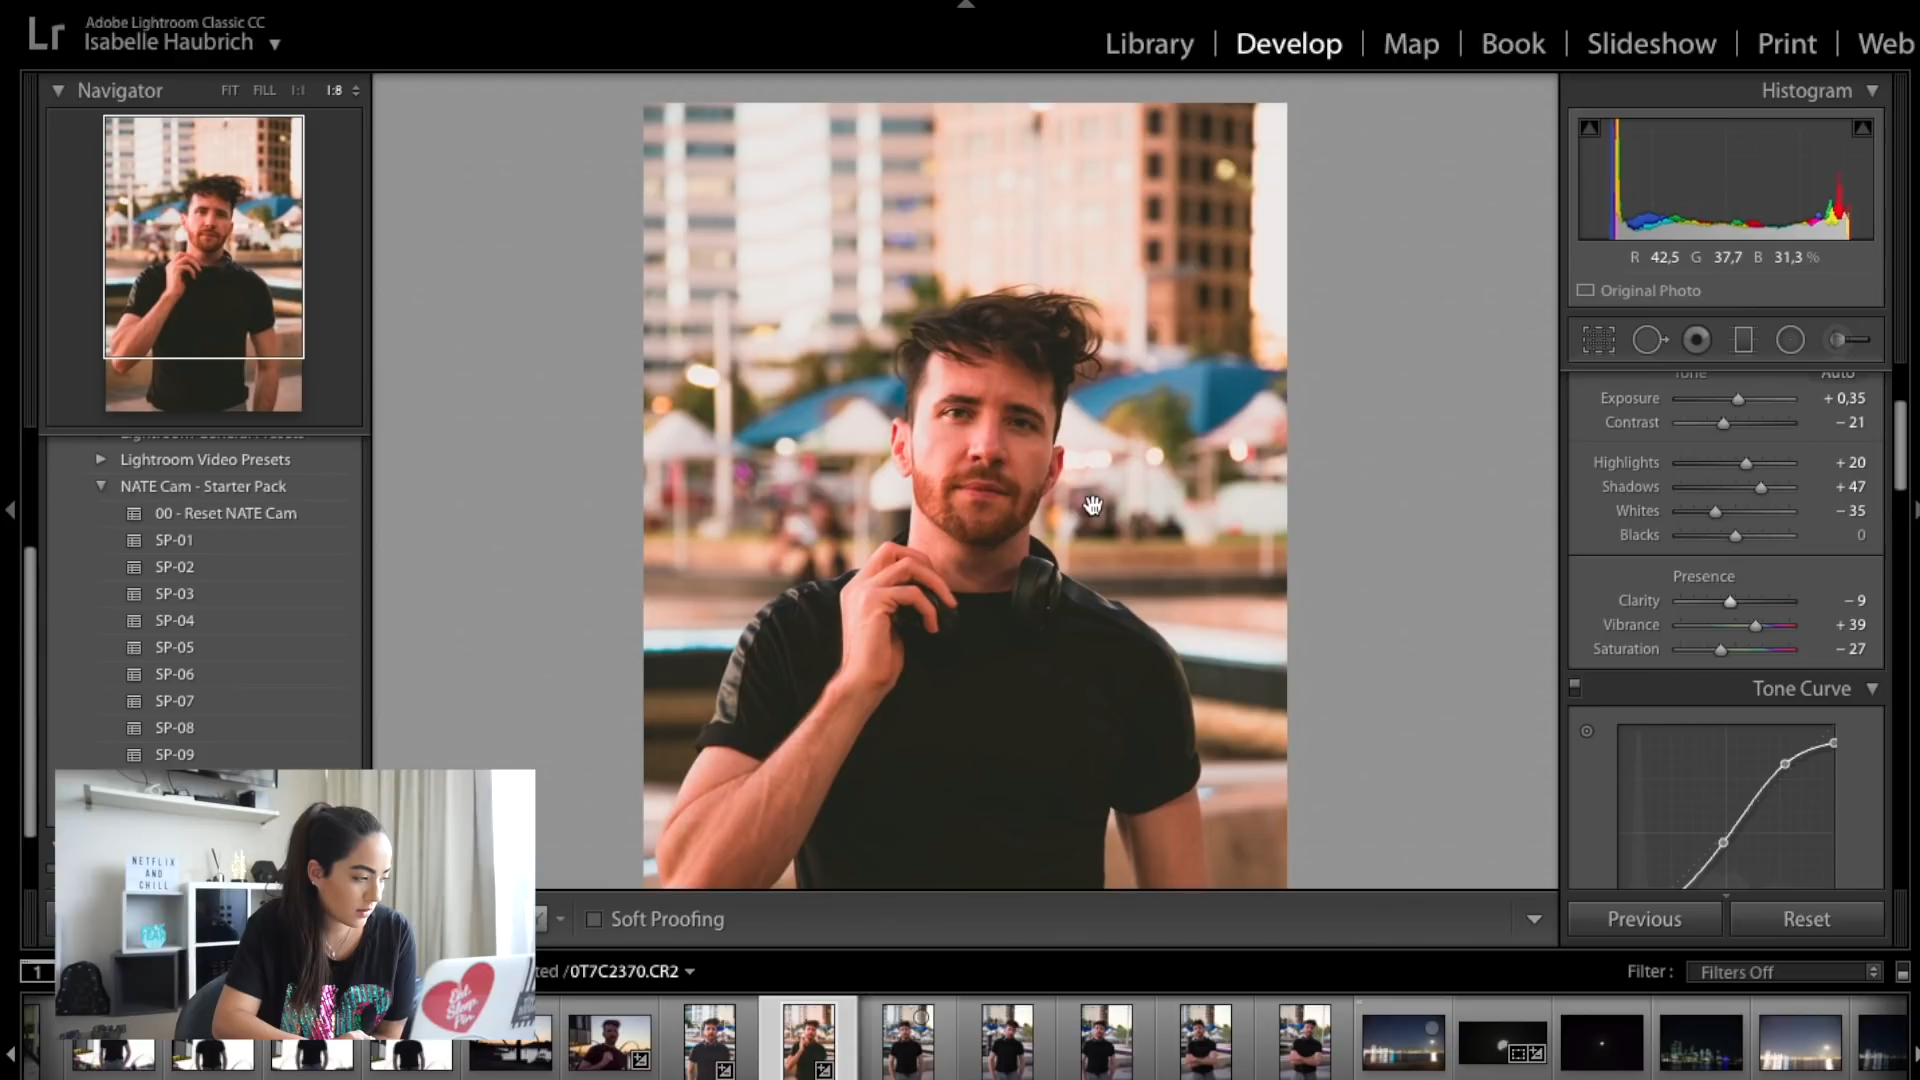 Lr
Adobe Lightroom Classic CC
Isabelle Haubrich
Library | Develop | Map | Book | Slideshow | Print | Web
Navigator FIT FILL 1:1 1:8
Lightroom Video Presets
NATE Cam - Starter Pack
00 - Reset NATE Cam
SP-01
SP-02
SP-03
SP-04
SP-05
SP-06
SP-07
SP-08
SP-09
NETFLIX
AND
CHILL
Eat.
Sleep.
Soft Proofing
Histogram
R 42,5 G 37,7 B 31,3 %
Original Photo
Tone Auto
Exposure + 0,35
Contrast − 21
Highlights + 20
Shadows + 47
Whites − 35
Blacks 0
Presence
Clarity − 9
Vibrance + 39
Saturation − 27
Tone Curve
Previous Reset
1
ted /0T7C2370.CR2
Filter : Filters Off